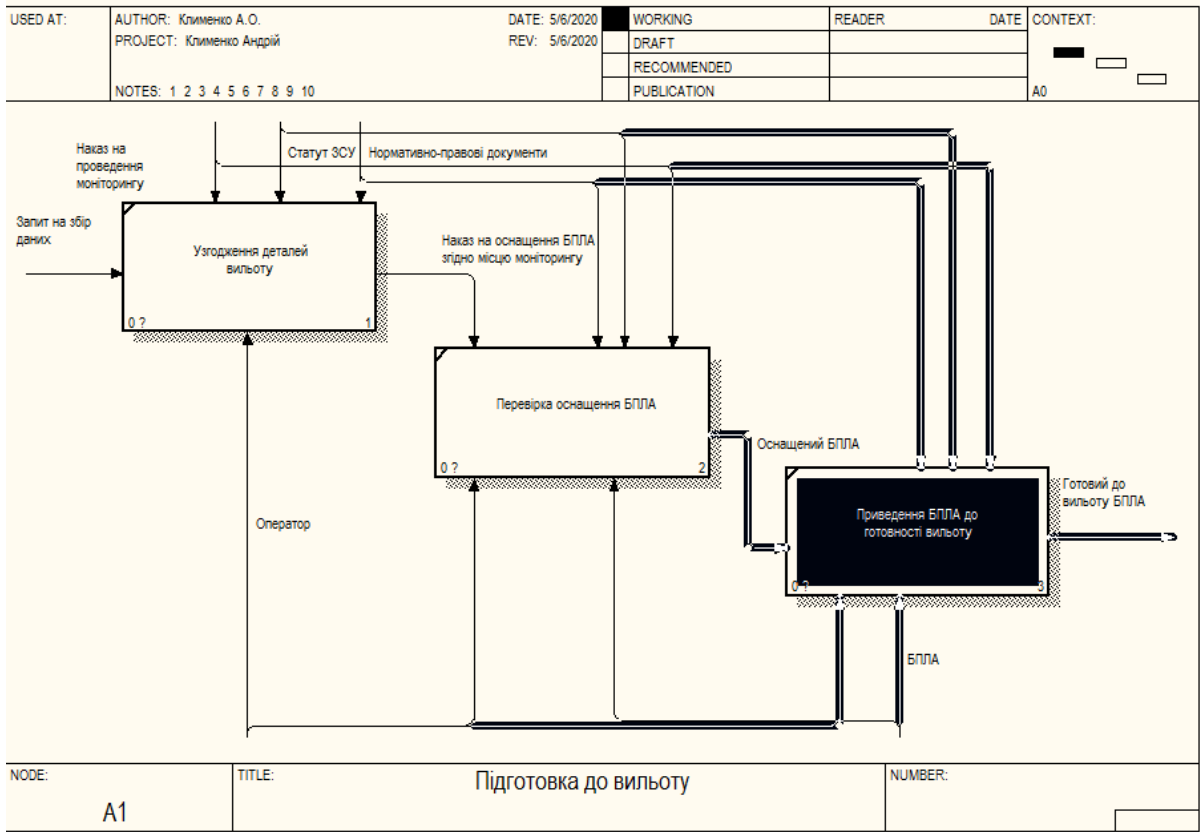 USED AT:
AUTHOR: Клименко А.О.
DATE: 5/6/2020
PROJECT: Клименко Андрій
REV: 5/6/2020
NOTES: 1 2 3 4 5 6 7 8 9 10
WORKING
DRAFT
RECOMMENDED
PUBLICATION
READER
DATE
CONTEXT:
A0
Наказ на
проведення
моніторингу
Статут ЗСУ
Нормативно-правові документи
Запит на збір
даних
Узгодження деталей
вильоту
0 ?
1
Наказ на оснащення БПЛА
згідно місцю моніторингу
Перевірка оснащення БПЛА
0 ?
2
Оснащений БПЛА
Готовий до
вильоту БПЛА
Приведення БПЛА до
готовності вильоту
0 ?
3
Оператор
БПЛА
NODE:
A1
TITLE:
Підготовка до вильоту
NUMBER: